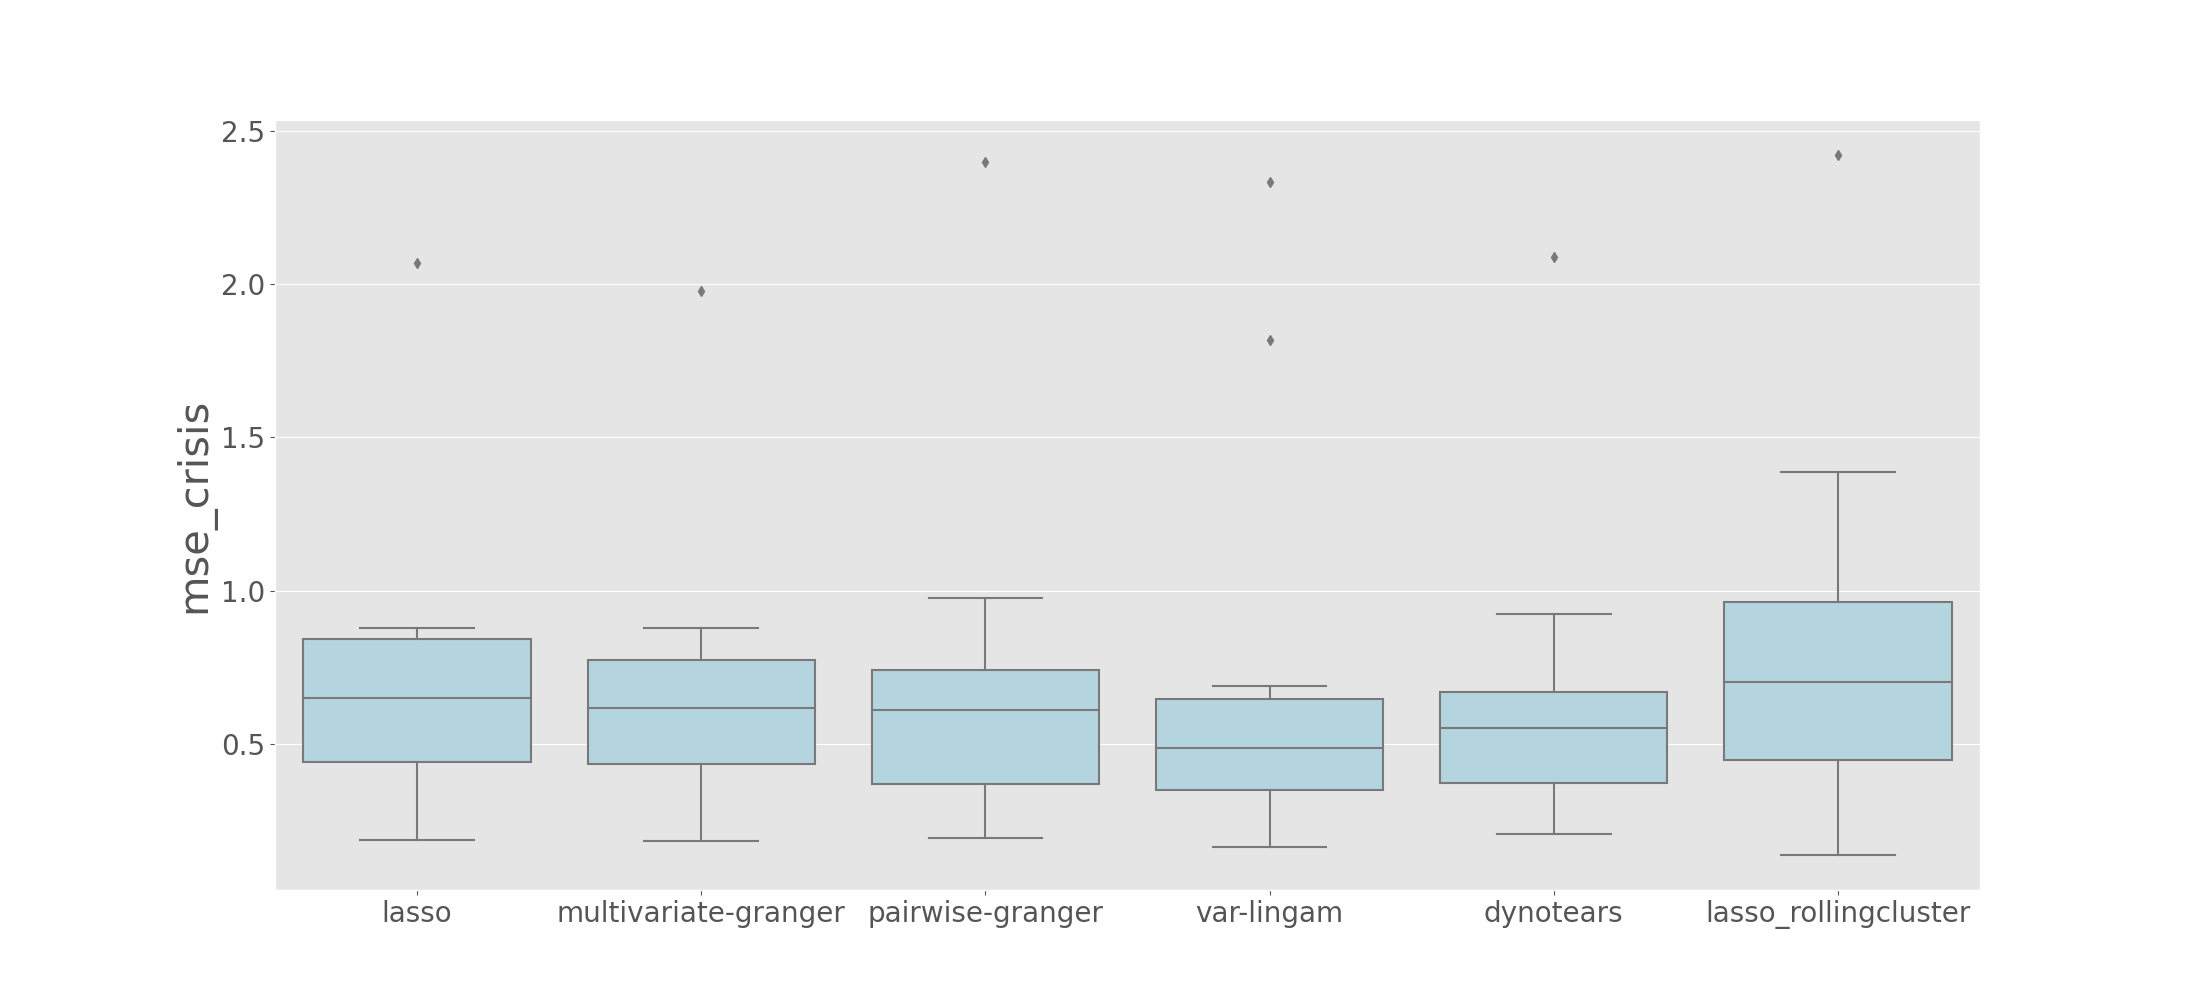 mse_crisis
2.5
2.0
1.5
1.0
0.5
lasso
multivariate-granger
pairwise-granger
var-lingam
dynotears
lasso_rollingcluster